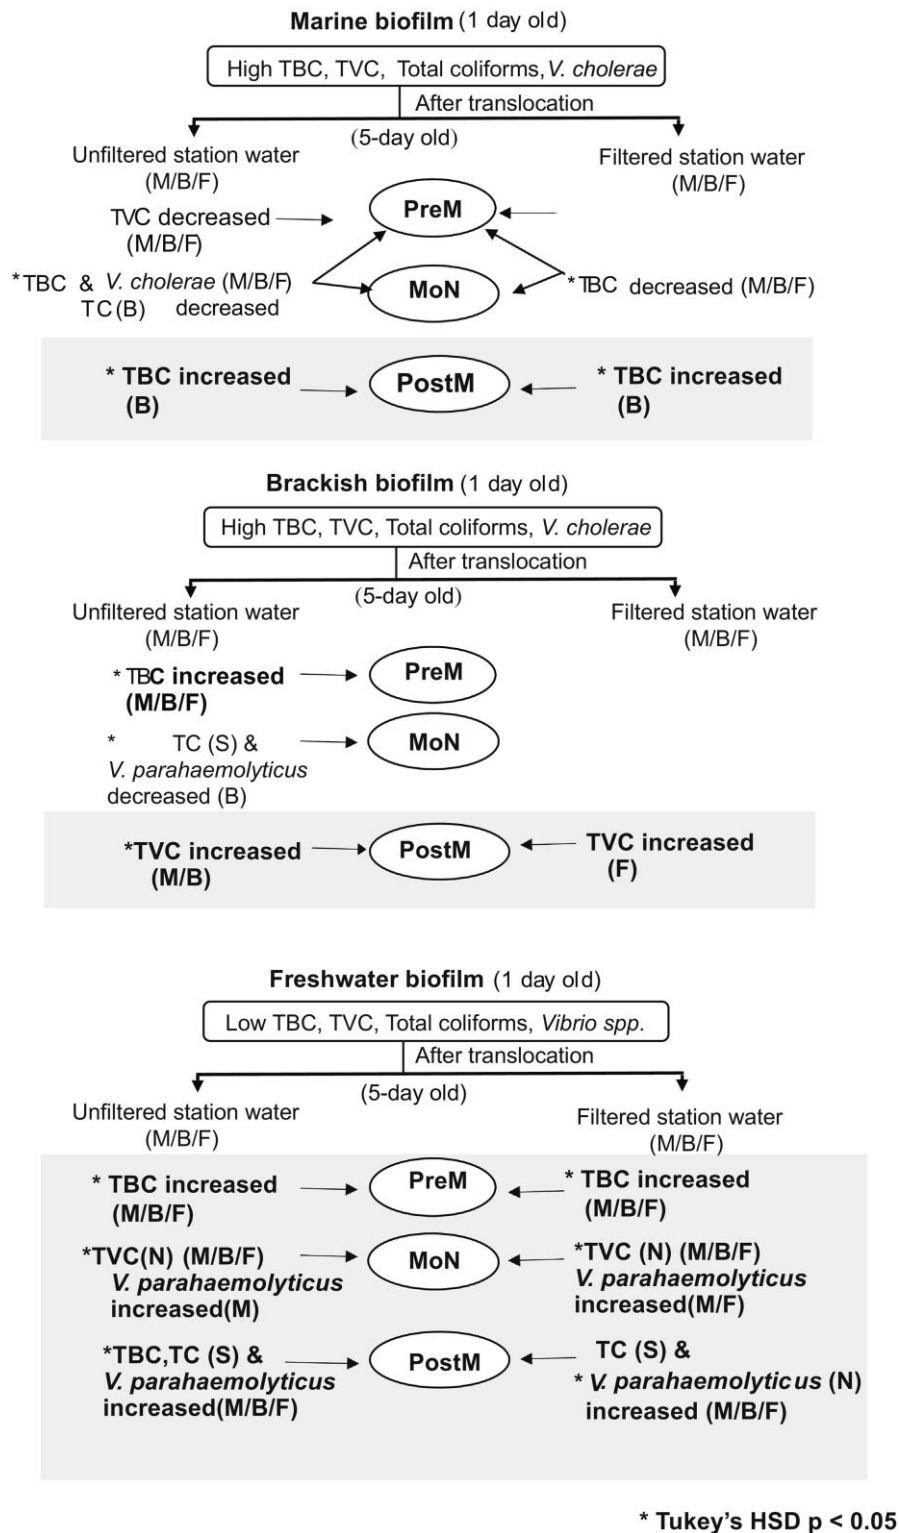 Marine biofilm (1 day old)
High TBC, TVC, Total coliforms, V. cholerae
After translocation
(5-day old)
Unfiltered station water
(M/B/F)
Filtered station water
(M/B/F)
TVC decreased
(M/B/F)
PreM
*TBC & V. cholerae (M/B/F)
TC (B) decreased
MoN
*TBC decreased (M/B/F)
* TBC increased
(B)
PostM
* TBC increased
(B)
Brackish biofilm (1 day old)
High TBC, TVC, Total coliforms, V. cholerae
After translocation
(5-day old)
Unfiltered station water
(M/B/F)
Filtered station water
(M/B/F)
* TBC increased
(M/B/F)
PreM
* TC (S) &
V. parahaemolyticus
decreased (B)
MoN
*TVC increased
(M/B)
PostM
TVC increased
(F)
Freshwater biofilm (1 day old)
Low TBC, TVC, Total coliforms, Vibrio spp.
After translocation
(5-day old)
Unfiltered station water
(M/B/F)
Filtered station water
(M/B/F)
* TBC increased
(M/B/F)
PreM
* TBC increased
(M/B/F)
*TVC(N) (M/B/F)
V. parahaemolyticus
increased(M)
MoN
*TVC (N) (M/B/F)
V. parahaemolyticus
increased(M/F)
*TBC,TC (S) &
V. parahaemolyticus
increased(M/B/F)
PostM
TC (S) &
* V. parahaemolyticus (N)
increased (M/B/F)
* Tukey's HSD p < 0.05